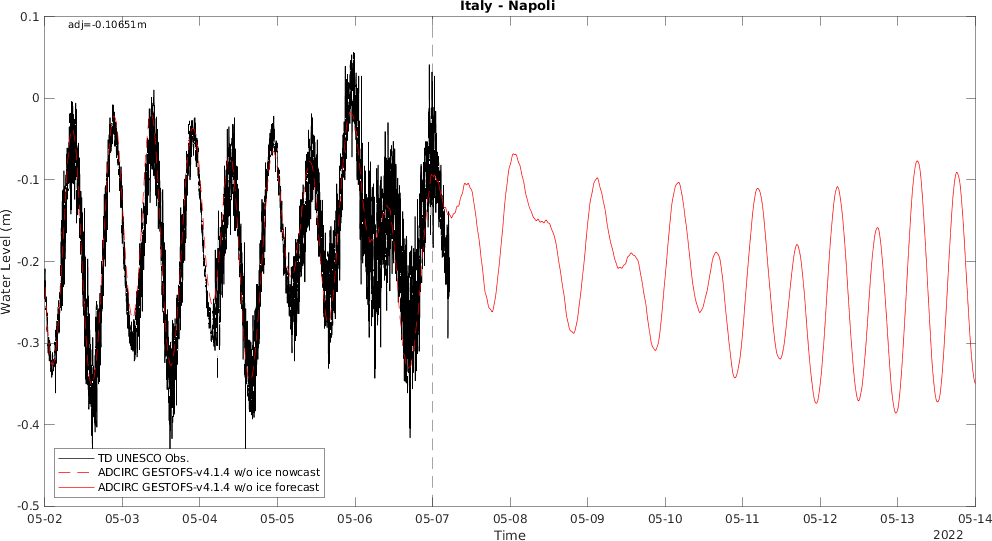 Italy - Napoli
adj=-0.10651m
0.1
0
-0.1
-0.2
-0.3
-0.4
-0.5
Water Level (m)
TD UNESCO Obs.
ADCIRC GESTOFS-v4.1.4 w/o ice nowcast
ADCIRC GESTOFS-v4.1.4 w/o ice forecast
05-02 05-03 05-04 05-05 05-06 05-07 05-08 05-09 05-10 05-11 05-12 05-13 05-14
Time
2022